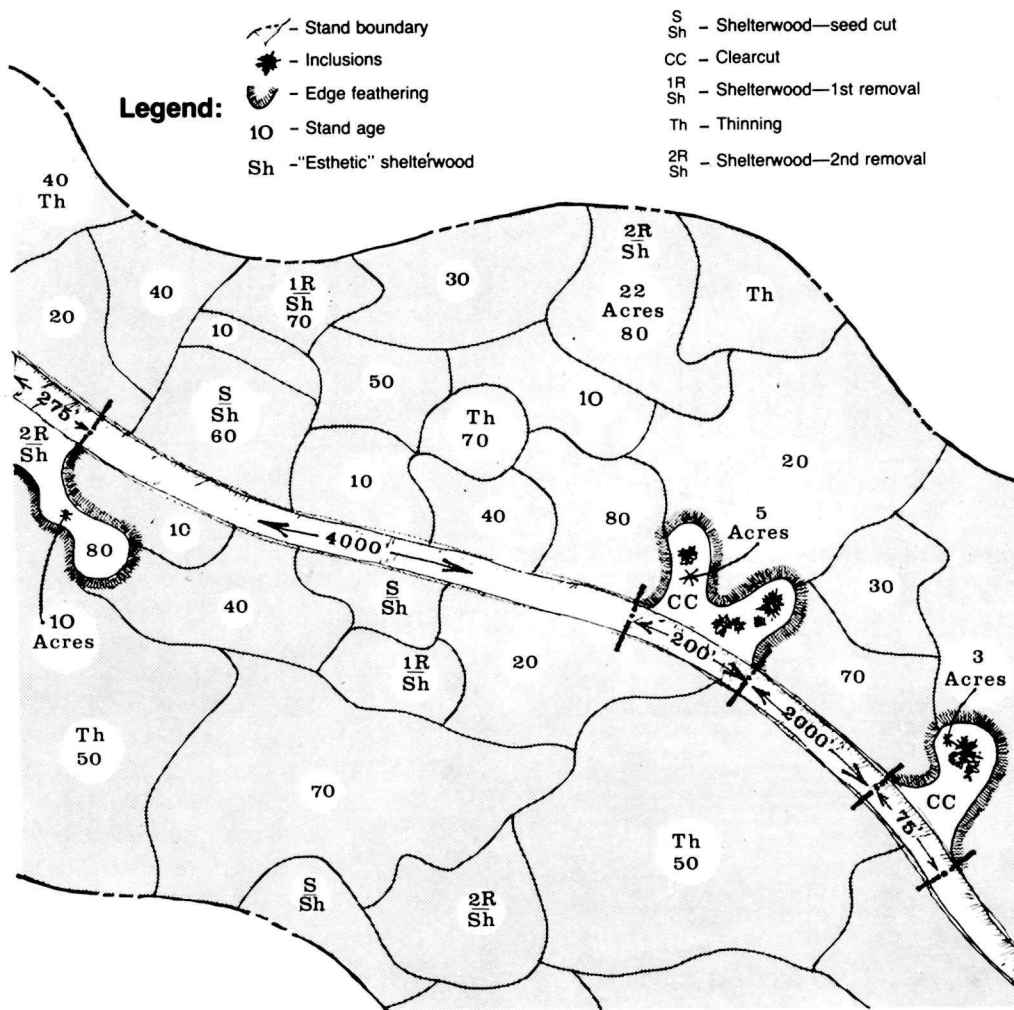 Legend:
– Stand boundary
– Inclusions
– Edge feathering
10 – Stand age
Sh – "Esthetic" shelterwood
S
Sh – Shelterwood—seed cut
CC – Clearcut
1R
Sh – Shelterwood—1st removal
Th – Thinning
2R
Sh – Shelterwood—2nd removal
40
Th
20
40
1R
Sh
70
10
30
2R
Sh
22
Acres
80
Th
50
S
Sh
60
Th
70
10
20
275'
2R
Sh
80
10
Acres
10
4000'
10
40
80
5
Acres
CC
30
40
S
Sh
1R
Sh
20
200'
2000'
70
3
Acres
CC
75'
Th
50
70
Th
50
S
Sh
2R
Sh